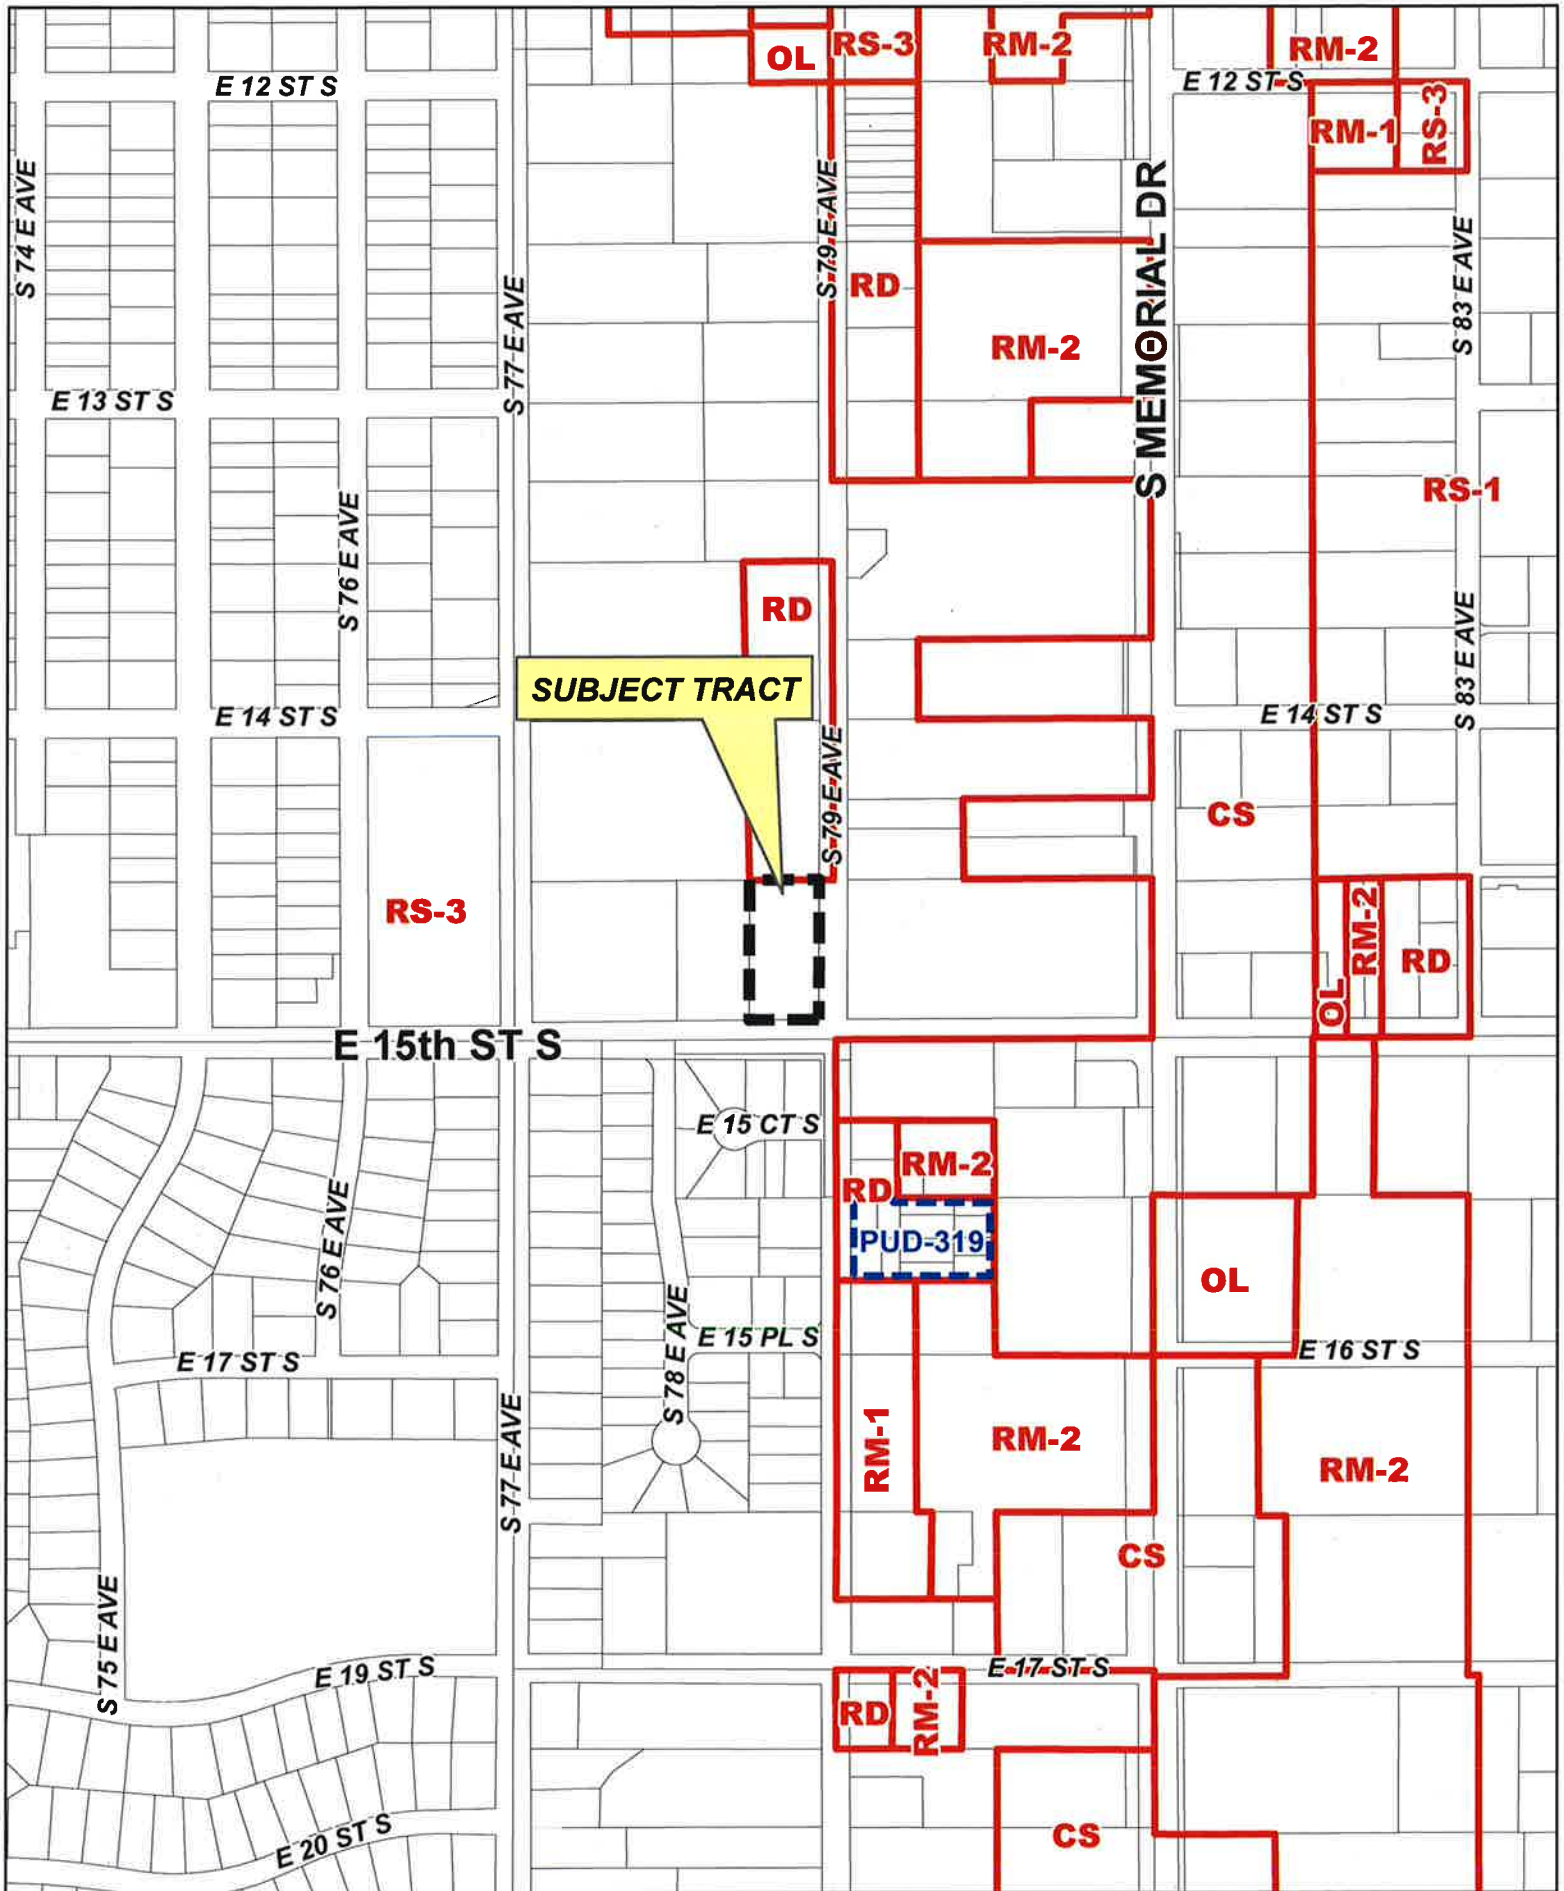 OL
RS-3
RM-2
RM-2
E 12 ST S
E 12 ST S
RM-1
RS-3
S 74 E AVE
S 79 E AVE
S MEMORIAL DR
S 83 E AVE
S 77 E AVE
RD
RM-2
E 13 ST S
RS-1
S 76 E AVE
RD
S 83 E AVE
SUBJECT TRACT
E 14 ST S
E 14 ST S
S 79 E AVE
CS
RS-3
OL
RM-2
RD
E 15th ST S
E 15 CT S
RM-2
RD
PUD-319
S 76 E AVE
OL
S 78 E AVE
E 15 PL S
E 16 ST S
E 17 ST S
S 77 E AVE
RM-1
RM-2
RM-2
CS
S 75 E AVE
E 19 ST S
E 17 ST S
RD
RM-2
E 20 ST S
CS